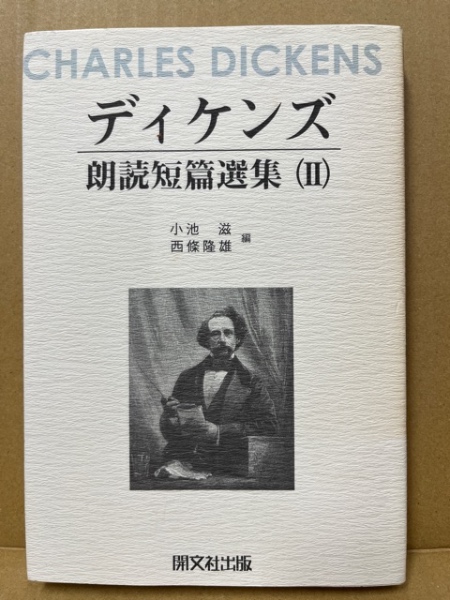 CHARLES DICKENS
ディケンズ
朗読短篇選集(II)
小池 滋
西條隆雄 編
開文社出版